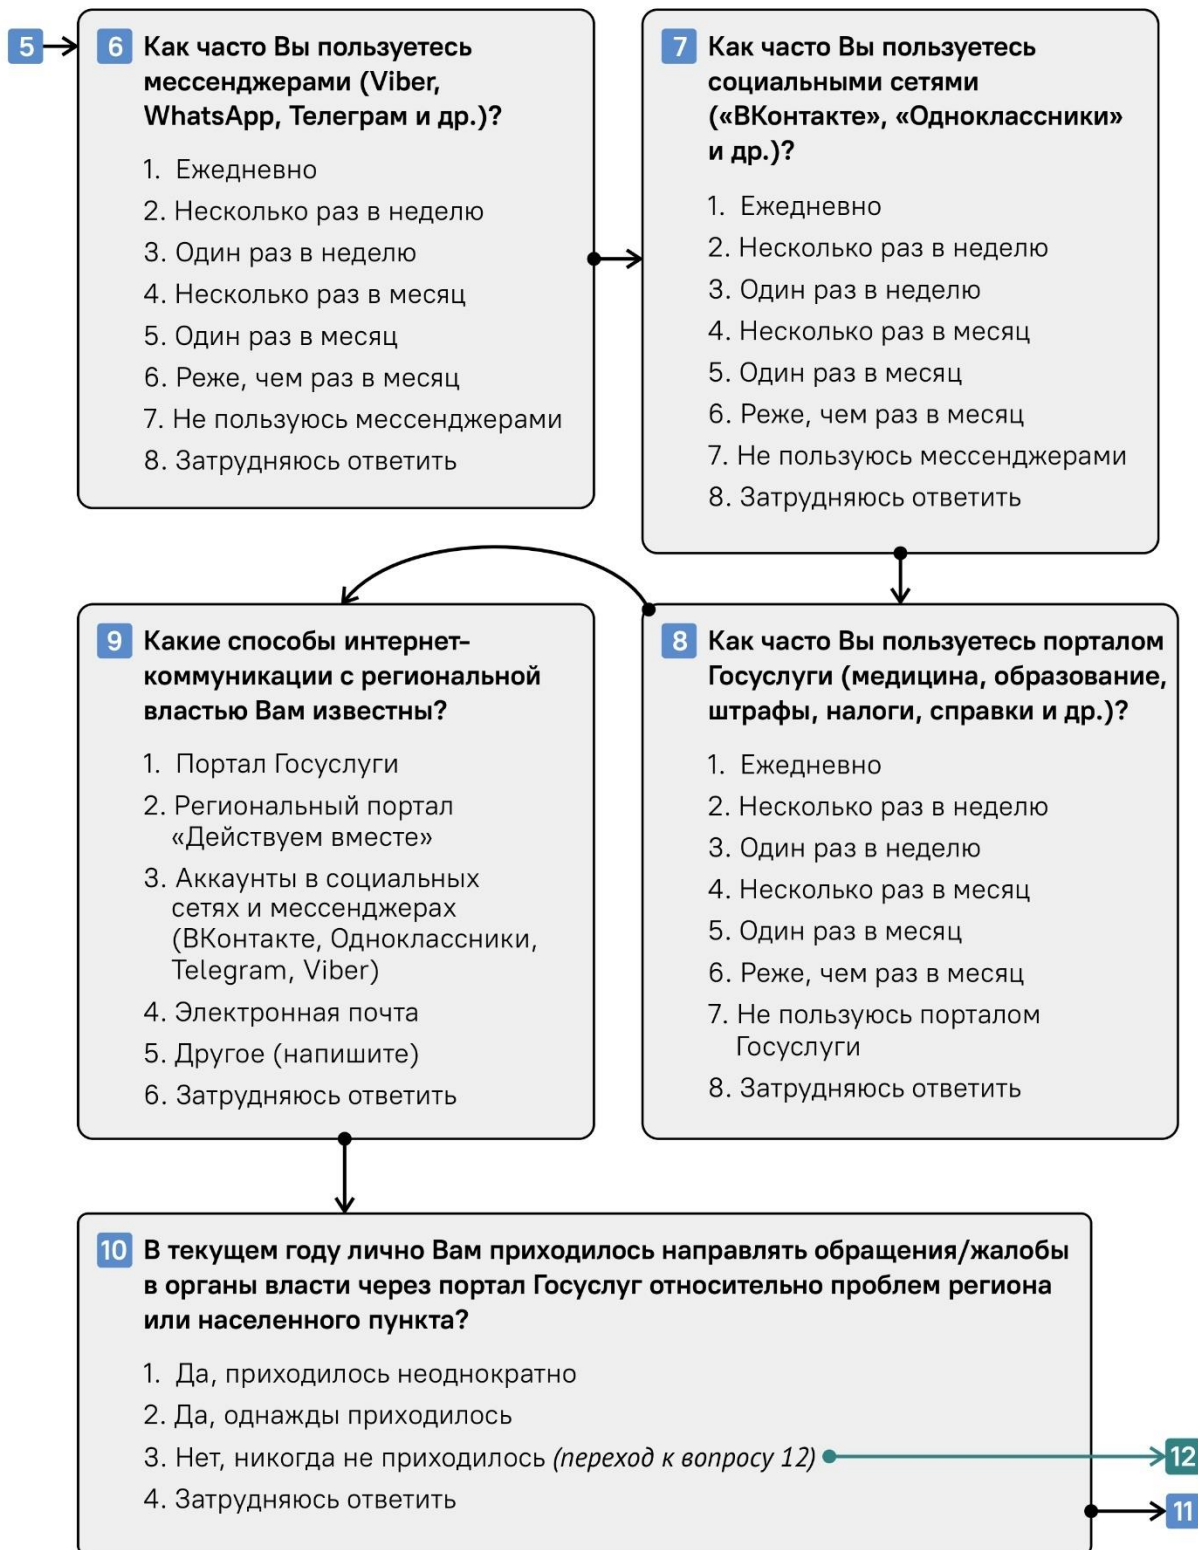 5
6 Как часто Вы пользуетесь
мессенджерами (Viber,
WhatsApp, Телеграм и др.)?
1. Ежедневно
2. Несколько раз в неделю
3. Один раз в неделю
4. Несколько раз в месяц
5. Один раз в месяц
6. Реже, чем раз в месяц
7. Не пользуюсь мессенджерами
8. Затрудняюсь ответить
7 Как часто Вы пользуетесь
социальными сетями
(«ВКонтакте», «Одноклассники»
и др.)?
1. Ежедневно
2. Несколько раз в неделю
3. Один раз в неделю
4. Несколько раз в месяц
5. Один раз в месяц
6. Реже, чем раз в месяц
7. Не пользуюсь мессенджерами
8. Затрудняюсь ответить
8 Как часто Вы пользуетесь порталом
Госуслуги (медицина, образование,
штрафы, налоги, справки и др.)?
1. Ежедневно
2. Несколько раз в неделю
3. Один раз в неделю
4. Несколько раз в месяц
5. Один раз в месяц
6. Реже, чем раз в месяц
7. Не пользуюсь порталом
Госуслуги
8. Затрудняюсь ответить
9 Какие способы интернет-
коммуникации с региональной
властью Вам известны?
1. Портал Госуслуги
2. Региональный портал
«Действуем вместе»
3. Аккаунты в социальных
сетях и мессенджерах
(ВКонтакте, Одноклассники,
Telegram, Viber)
4. Электронная почта
5. Другое (напишите)
6. Затрудняюсь ответить
10 В текущем году лично Вам приходилось направлять обращения/жалобы
в органы власти через портал Госуслуг относительно проблем региона
или населенного пункта?
1. Да, приходилось неоднократно
2. Да, однажды приходилось
3. Нет, никогда не приходилось (переход к вопросу 12)
12
4. Затрудняюсь ответить
11